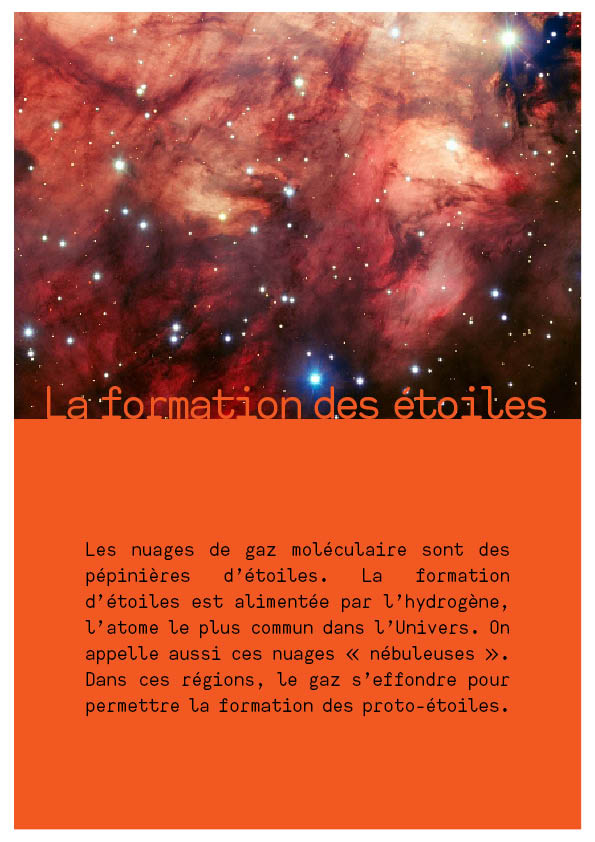 La formation des étoiles
Les nuages de gaz moléculaire sont des
pépinières d’étoiles. La formation
d’étoiles est alimentée par l’hydrogène,
l’atome le plus commun dans l’Univers. On
appelle aussi ces nuages « nébuleuses ».
Dans ces régions, le gaz s’effondre pour
permettre la formation des proto-étoiles.